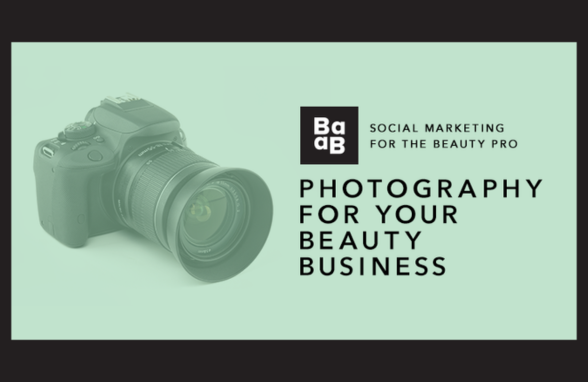 Ba
aB
SOCIAL MARKETING
FOR THE BEAUTY PRO
PHOTOGRAPHY
FOR YOUR
BEAUTY
BUSINESS